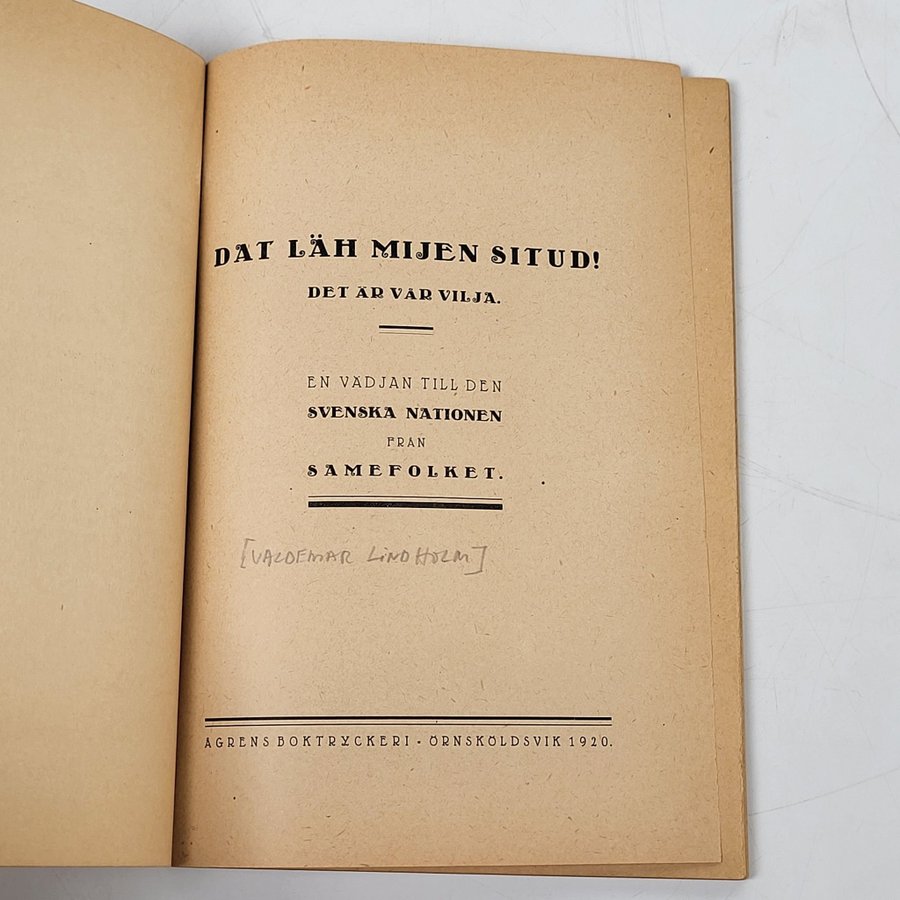 DAT LÄH MIJEN SITUD!
DET ÄR VÅR VILJA.
EN VÄDJAN TILL DEN
SVENSKA NATIONEN
FRÅN
SAMEFOLKET.
[VALDEMAR LINDHOLM]
ÅGRENS BOKTRYCKERI - ÖRNSKÖLDSVIK 1920.